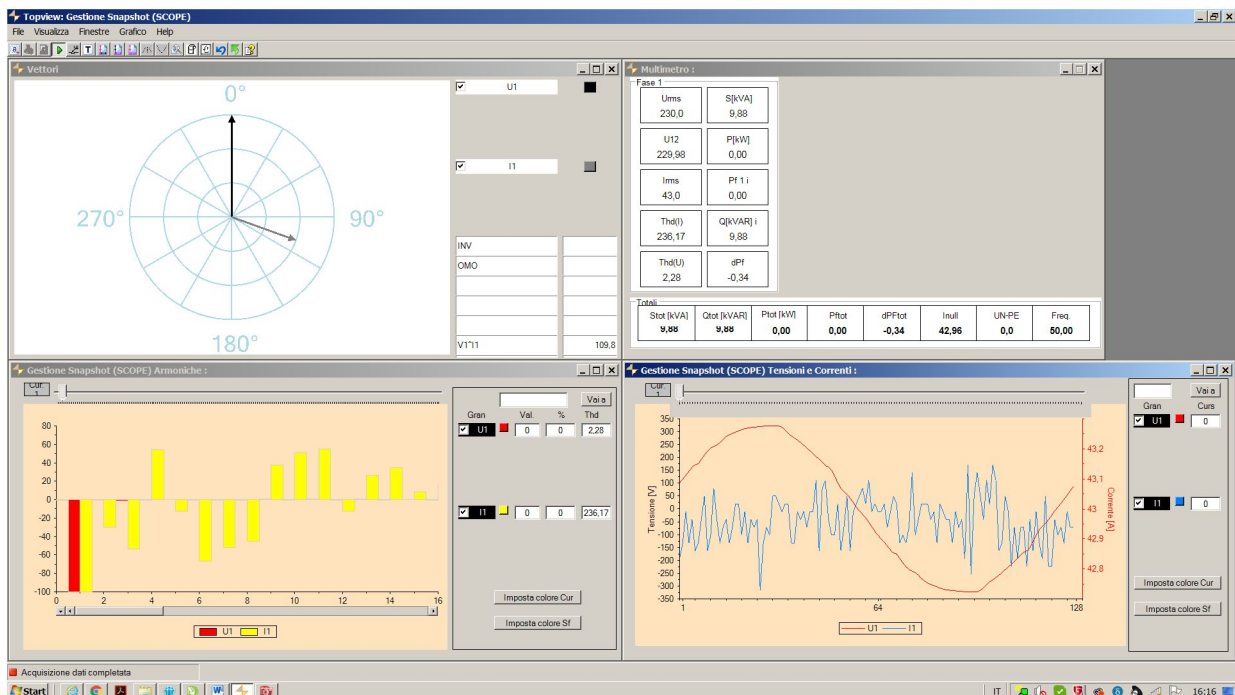 Topview: Gestione Snapshot (SCOPE)
File Visualizza Finestre Grafico Help
Vettori
0°
90°
180°
270°
U1
I1
INV
OMO
V1^I1 109,8
Multimetro :
Fase 1
Urms S[kVA]
230,0 9,88
U12 P[kW]
229,98 0,00
Irms Pf 1 i
43,0 0,00
Thd(I) Q[kVAR] i
236,17 9,88
Thd(U) dPf
2,28 -0,34
Totali
Stot [kVA] Qtot [kVAR] Ptot [kW] Pftot dPFtot Inull UN-PE Freq.
9,88 9,88 0,00 0,00 -0,34 42,96 0,0 50,00
Gestione Snapshot (SCOPE) Armoniche :
Cur.
1
Vai a
Gran Val. % Thd
U1 0 0 2,28
I1 0 0 236,17
80
60
40
20
0
-20
-40
-60
-80
-100
0 2 4 6 8 10 12 14 16
U1 I1
Imposta colore Cur
Imposta colore Sf
Gestione Snapshot (SCOPE) Tensioni e Correnti :
Cur.
1
Vai a
Gran Curs
U1 0
I1 0
Tensione [V]
350
300
250
200
150
100
50
0
-50
-100
-150
-200
-250
-300
-350
1 64 128
43,2
43,1
43
42,9
42,8
Corrente [A]
U1 I1
Imposta colore Cur
Imposta colore Sf
Acquisizione dati completata
Start
IT
16:16